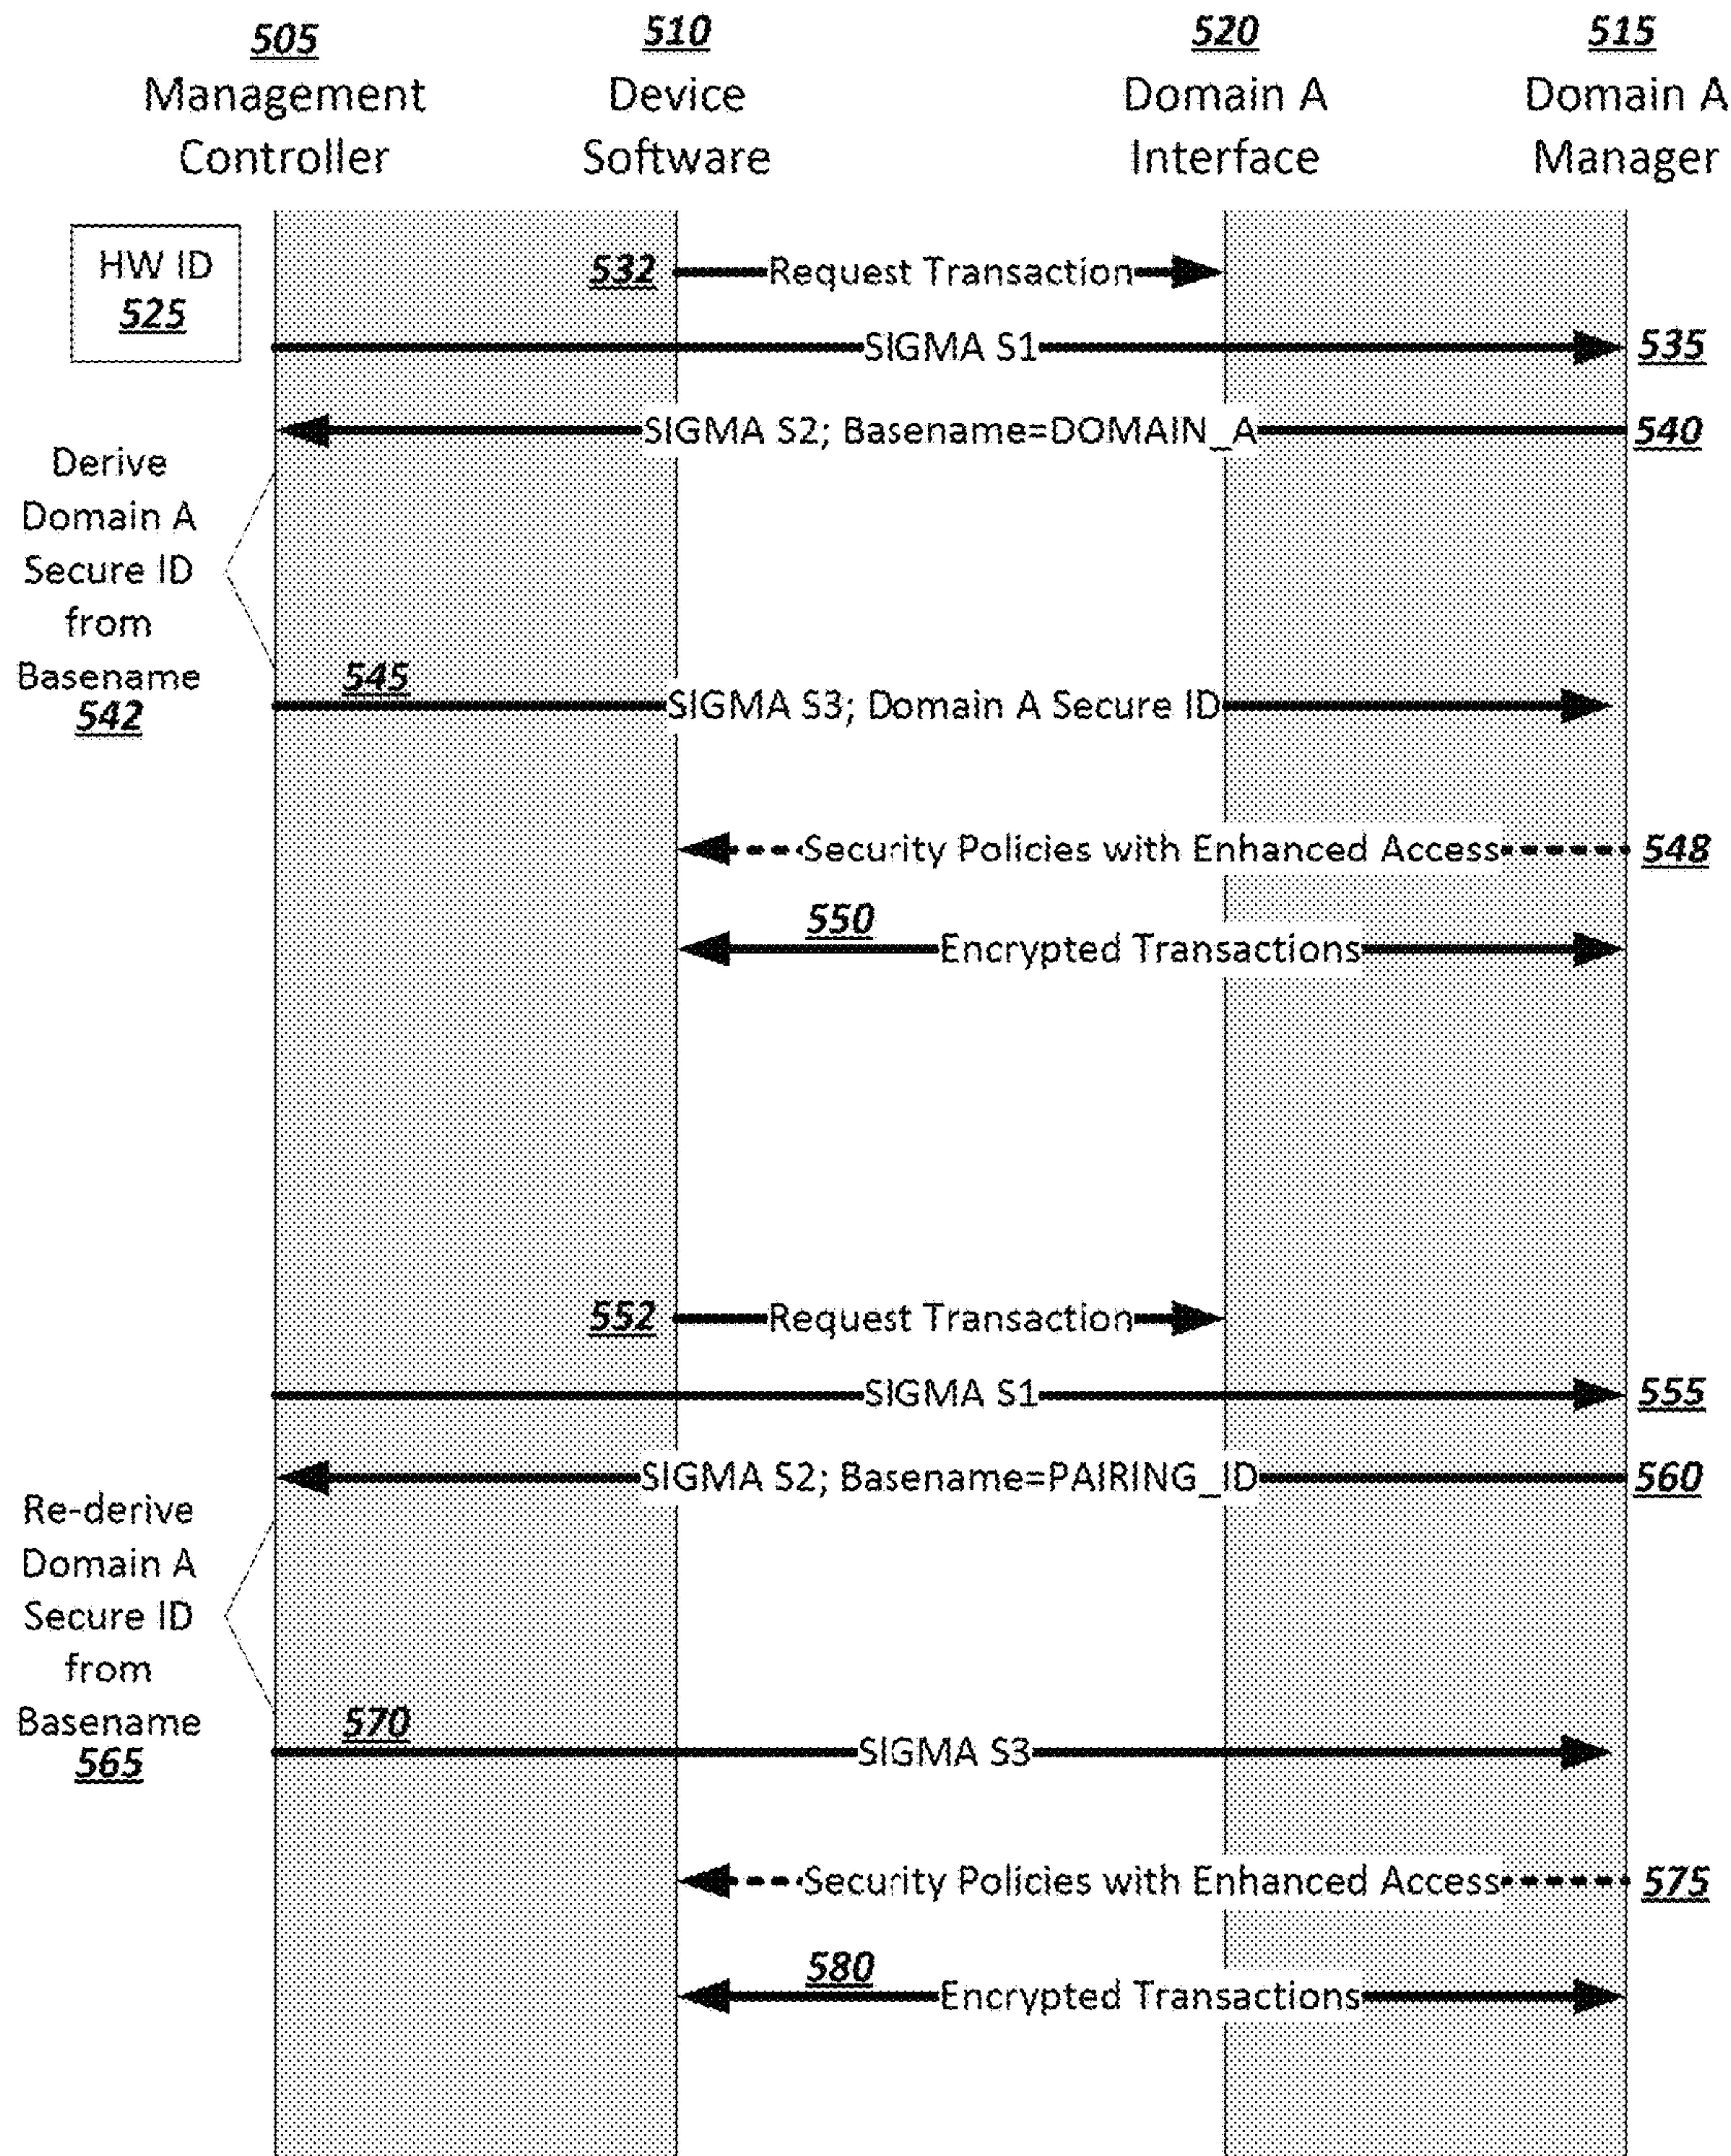 505
Management
Controller
510
Device
Software
520
Domain A
Interface
515
Domain A
Manager
HW ID
525
532
Request Transaction
SIGMA S1
535
SIGMA S2; Basename=DOMAIN_A
540
Derive
Domain A
Secure ID
from
Basename
542
545
SIGMA S3; Domain A Secure ID
Security Policies with Enhanced Access
548
550
Encrypted Transactions
552
Request Transaction
SIGMA S1
555
SIGMA S2; Basename=PAIRING_ID
560
Re-derive
Domain A
Secure ID
from
Basename
565
570
SIGMA S3
Security Policies with Enhanced Access
575
580
Encrypted Transactions